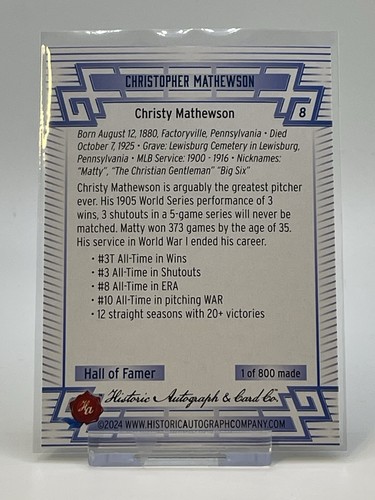 CHRISTOPHER MATHEWSON
Christy Mathewson
8
Born August 12, 1880, Factoryville, Pennsylvania • Died
October 7, 1925 • Grave: Lewisburg Cemetery in Lewisburg,
Pennsylvania • MLB Service: 1900 - 1916 • Nicknames:
"Matty", "The Christian Gentleman" "Big Six"
Christy Mathewson is arguably the greatest pitcher
ever. His 1905 World Series performance of 3
wins, 3 shutouts in a 5-game series will never be
matched. Matty won 373 games by the age of 35.
His service in World War I ended his career.
• #3T All-Time in Wins
• #3 All-Time in Shutouts
• #8 All-Time in ERA
• #10 All-Time in pitching WAR
• 12 straight seasons with 20+ victories
Hall of Famer
1 of 800 made
Ha
Historic Autograph & Card Co.
©2024 WWW.HISTORICAUTOGRAPHCOMPANY.COM